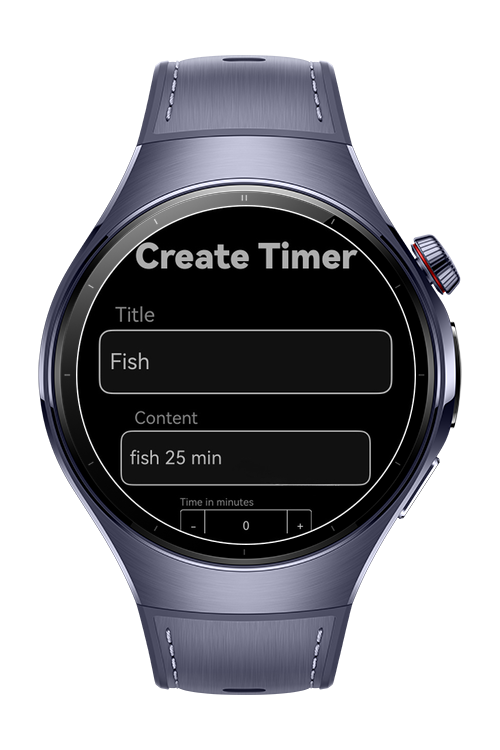 Create Timer
Title
Fish
Content
fish 25 min
Time in minutes
- 0 +